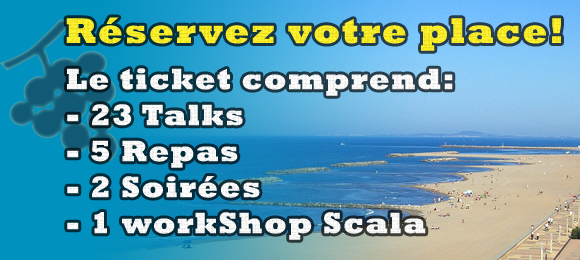 Réservez votre place!
Le ticket comprend:
- 23 Talks
- 5 Repas
- 2 Soirées
- 1 workShop Scala